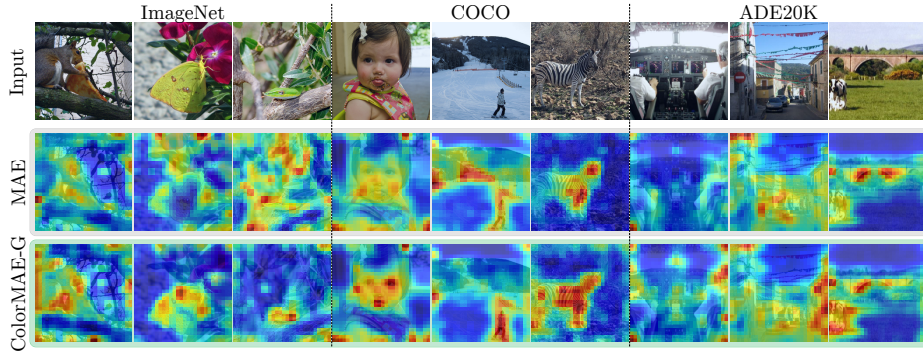 ImageNet
COCO
ADE20K
Input
MAE
ColorMAE-G